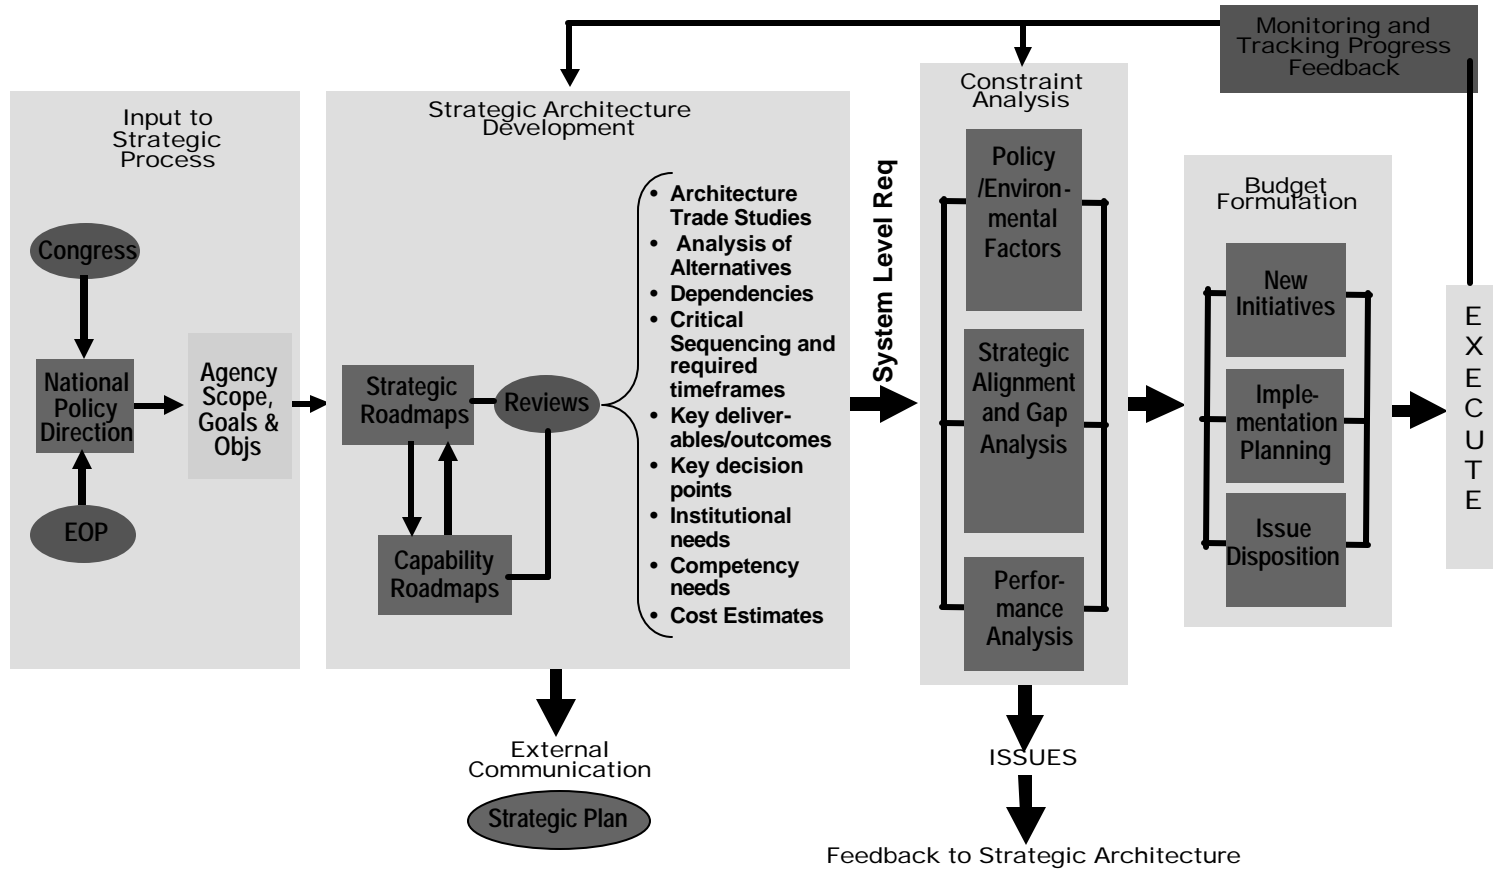 Monitoring and
Tracking Progress
Feedback
Input to
Strategic
Process
Congress
National
Policy
Direction
EOP
Agency
Scope,
Goals &
Objs
Strategic Architecture
Development
Strategic
Roadmaps
Reviews
Capability
Roadmaps
• Architecture
Trade Studies
• Analysis of
Alternatives
• Dependencies
• Critical
Sequencing and
required
timeframes
• Key deliver-
ables/outcomes
• Key decision
points
• Institutional
needs
• Competency
needs
• Cost Estimates
External
Communication
Strategic Plan
System Level Req
Constraint
Analysis
Policy
/Environ-
mental
Factors
Strategic
Alignment
and Gap
Analysis
Perfor-
mance
Analysis
ISSUES
Feedback to Strategic Architecture
Budget
Formulation
New
Initiatives
Imple-
mentation
Planning
Issue
Disposition
E
X
E
C
U
T
E